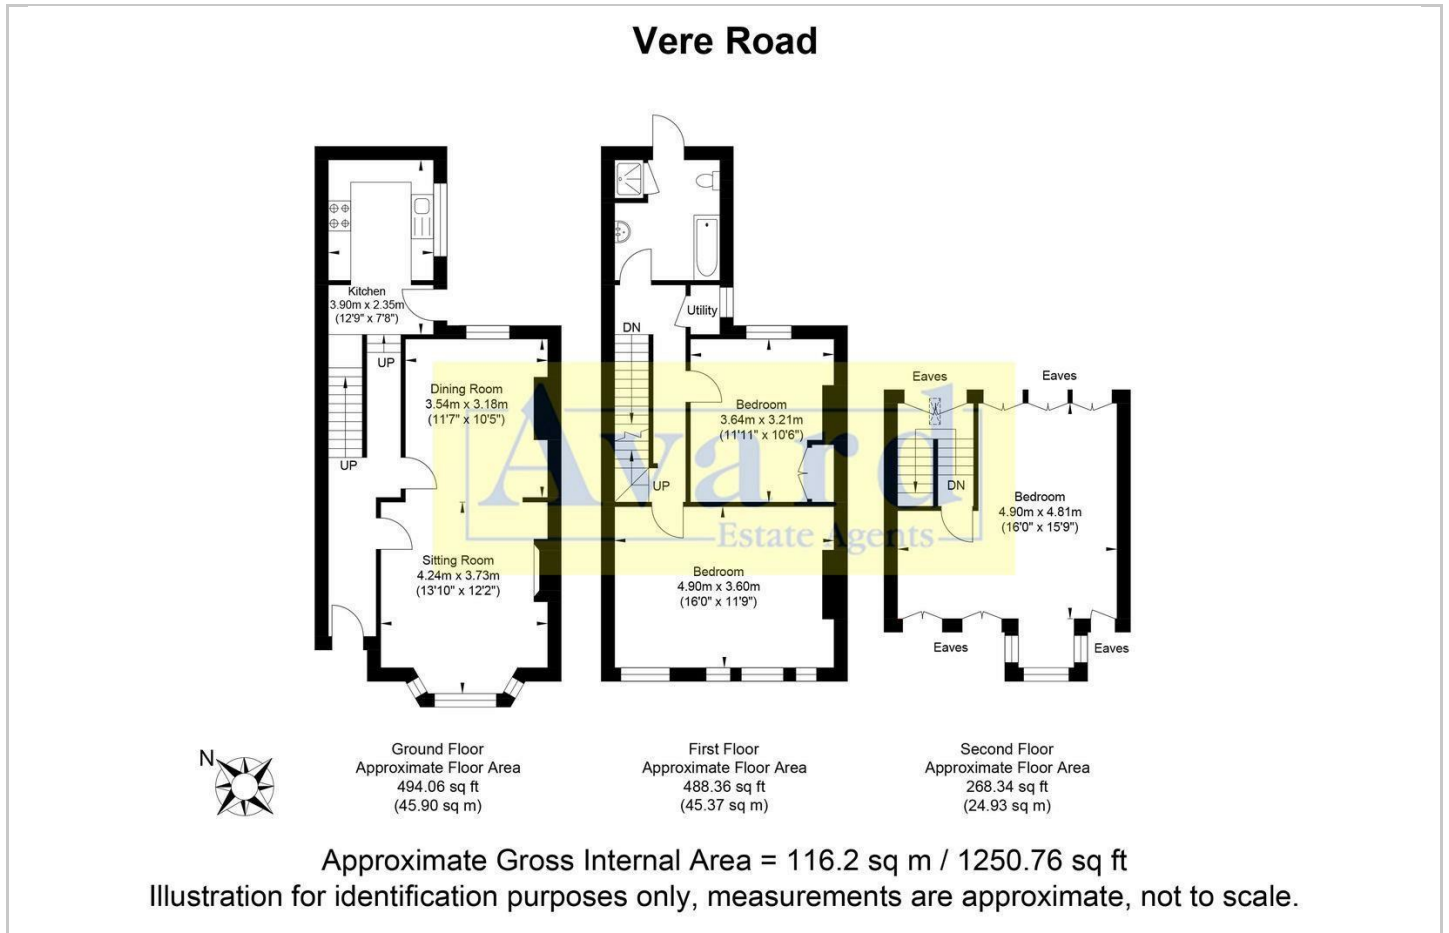 Vere Road
Kitchen
3.90m x 2.35m
(12'9" x 7'8")
UP
UP
Dining Room
3.54m x 3.18m
(11'7" x 10'5")
Sitting Room
4.24m x 3.73m
(13'10" x 12'2")
DN
Utility
UP
Bedroom
3.64m x 3.21m
(11'11" x 10'6")
Bedroom
4.90m x 3.60m
(16'0" x 11'9")
Eaves
Eaves
DN
Bedroom
4.90m x 4.81m
(16'0" x 15'9")
Eaves
Eaves
Avard
Estate Agents
N
Ground Floor
Approximate Floor Area
494.06 sq ft
(45.90 sq m)
First Floor
Approximate Floor Area
488.36 sq ft
(45.37 sq m)
Second Floor
Approximate Floor Area
268.34 sq ft
(24.93 sq m)
Approximate Gross Internal Area = 116.2 sq m / 1250.76 sq ft
Illustration for identification purposes only, measurements are approximate, not to scale.